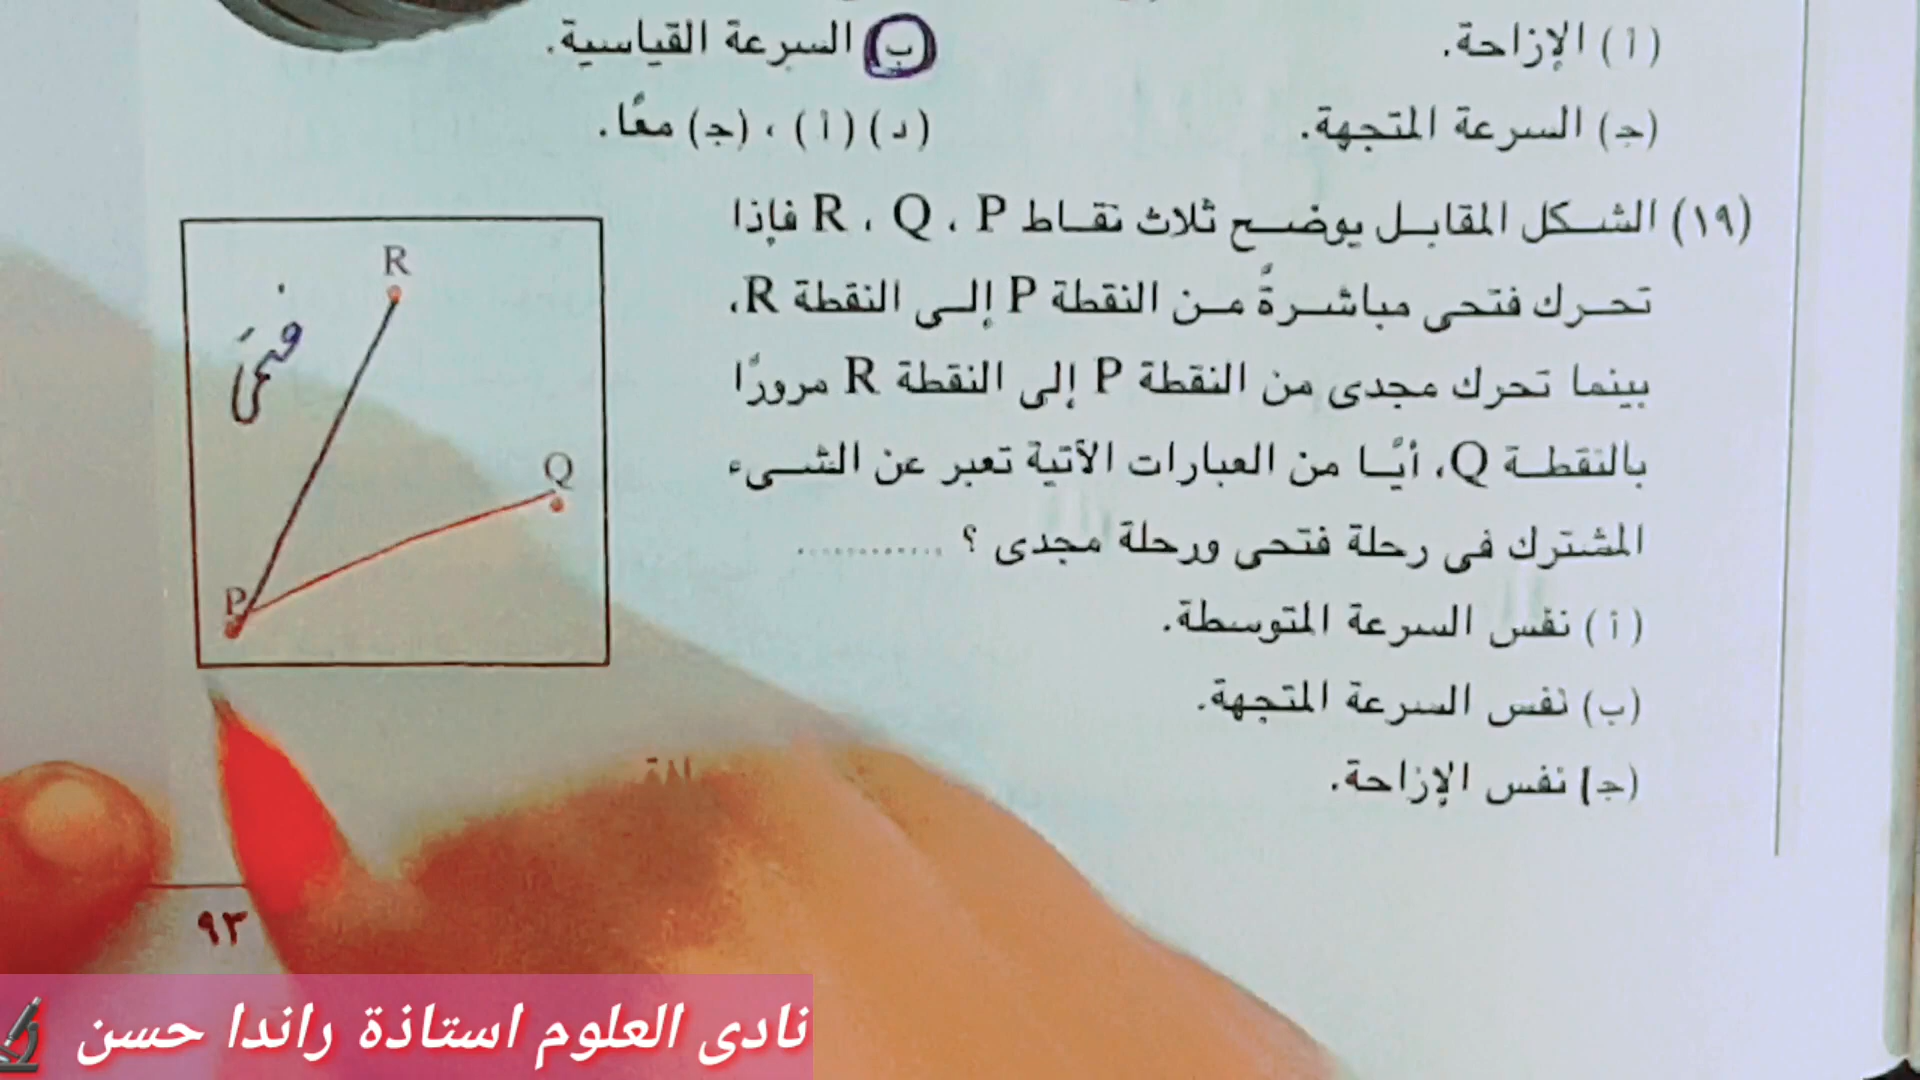 (أ) الإزاحة. (ب) السرعة القياسية.
(ج) السرعة المتجهة. (د) (أ) ، (ج) معًا.
(١٩) الشكل المقابل يوضح ثلاث نقاط R ، Q ، P فإذا
تحرك فتحى مباشرةً من النقطة P إلى النقطة R،
بينما تحرك مجدى من النقطة P إلى النقطة R مرورًا
بالنقطة Q، أيًا من العبارات الآتية تعبر عن الشىء
المشترك فى رحلة فتحى ورحلة مجدى ؟ ............
(أ) نفس السرعة المتوسطة.
(ب) نفس السرعة المتجهة.
(ج) نفس الإزاحة.
R
فتحى
Q
P
٩٣
نادى العلوم استاذة راندا حسن